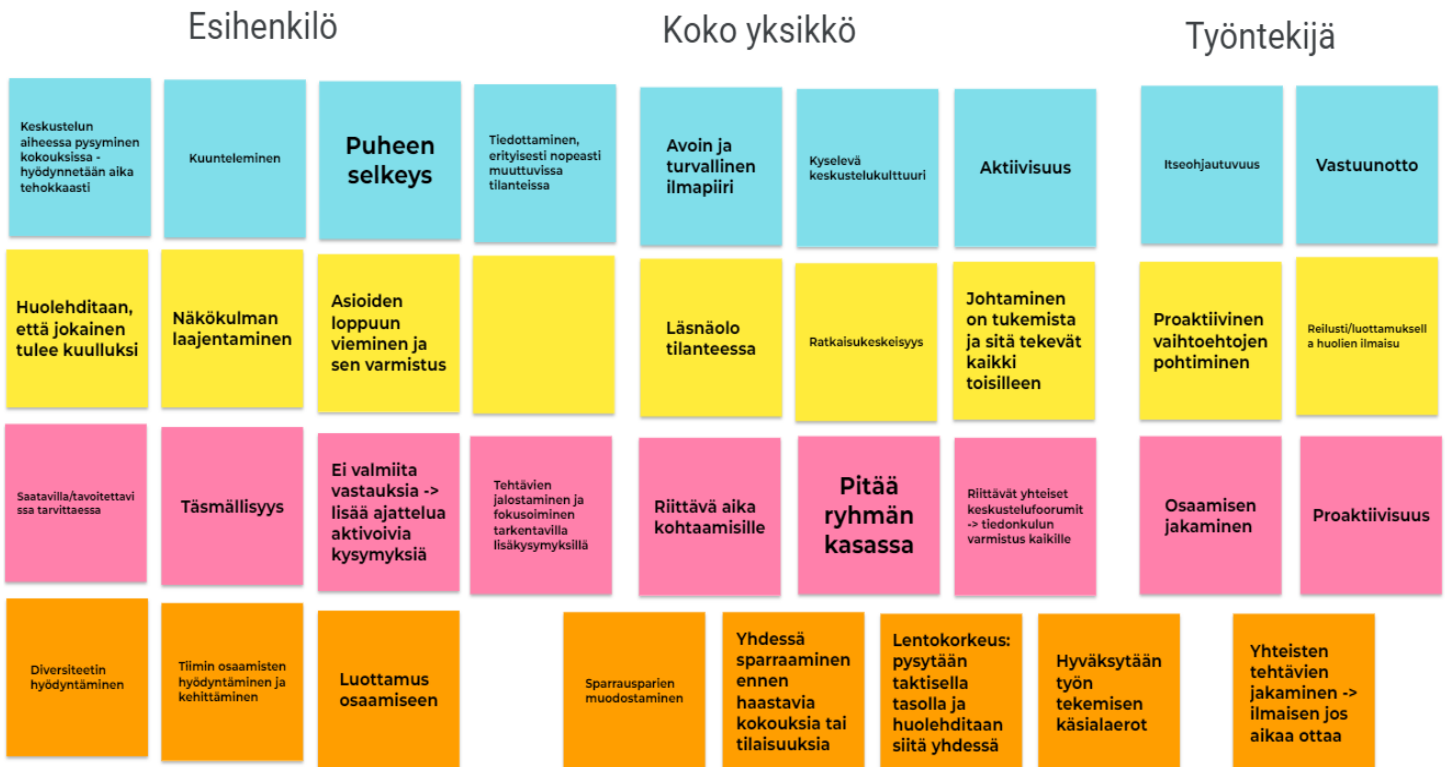 Esihenkilö
Koko yksikkö
Työntekijä
Keskustelun
aiheessa pysyminen
kokouksissa -
hyödynnetään aika
tehokkaasti
Kuunteleminen
Puheen
selkeys
Tiedottaminen,
erityisesti nopeasti
muuttuvissa
tilanteissa
Avoin ja
turvallinen
ilmapiiri
Kyselevä
keskustelukulttuuri
Aktiivisuus
Itseohjautuvuus
Vastuunotto
Huolehditaan,
että jokainen
tulee kuulluksi
Näkökulman
laajentaminen
Asioiden
loppuun
vieminen ja
sen varmistus
Läsnäolo
tilanteessa
Ratkaisukeskeisyys
Johtaminen
on tukemista
ja sitä tekevät
kaikki
toisilleen
Proaktiivinen
vaihtoehtojen
pohtiminen
Reilusti/luottamuksell
a huolien ilmaisu
Saatavilla/tavoitettavi
ssa tarvittaessa
Täsmällisyys
Ei valmiita
vastauksia ->
lisää ajattelua
aktivoivia
kysymyksiä
Tehtävien
jalostaminen ja
fokusoiminen
tarkentavilla
lisäkysymyksillä
Riittävä aika
kohtaamisille
Pitää
ryhmän
kasassa
Riittävät yhteiset
keskustelufoorumit
-> tiedonkulun
varmistus kaikille
Osaamisen
jakaminen
Proaktiivisuus
Diversiteetin
hyödyntäminen
Tiimin osaamisten
hyödyntäminen ja
kehittäminen
Luottamus
osaamiseen
Sparrausparien
muodostaminen
Yhdessä
sparraaminen
ennen
haastavia
kokouksia tai
tilaisuuksia
Lentokorkeus:
pysytään
taktisella
tasolla ja
huolehditaan
siitä yhdessä
Hyväksytään
työn
tekemisen
käsialaerot
Yhteisten
tehtävien
jakaminen ->
ilmaisen jos
aikaa ottaa